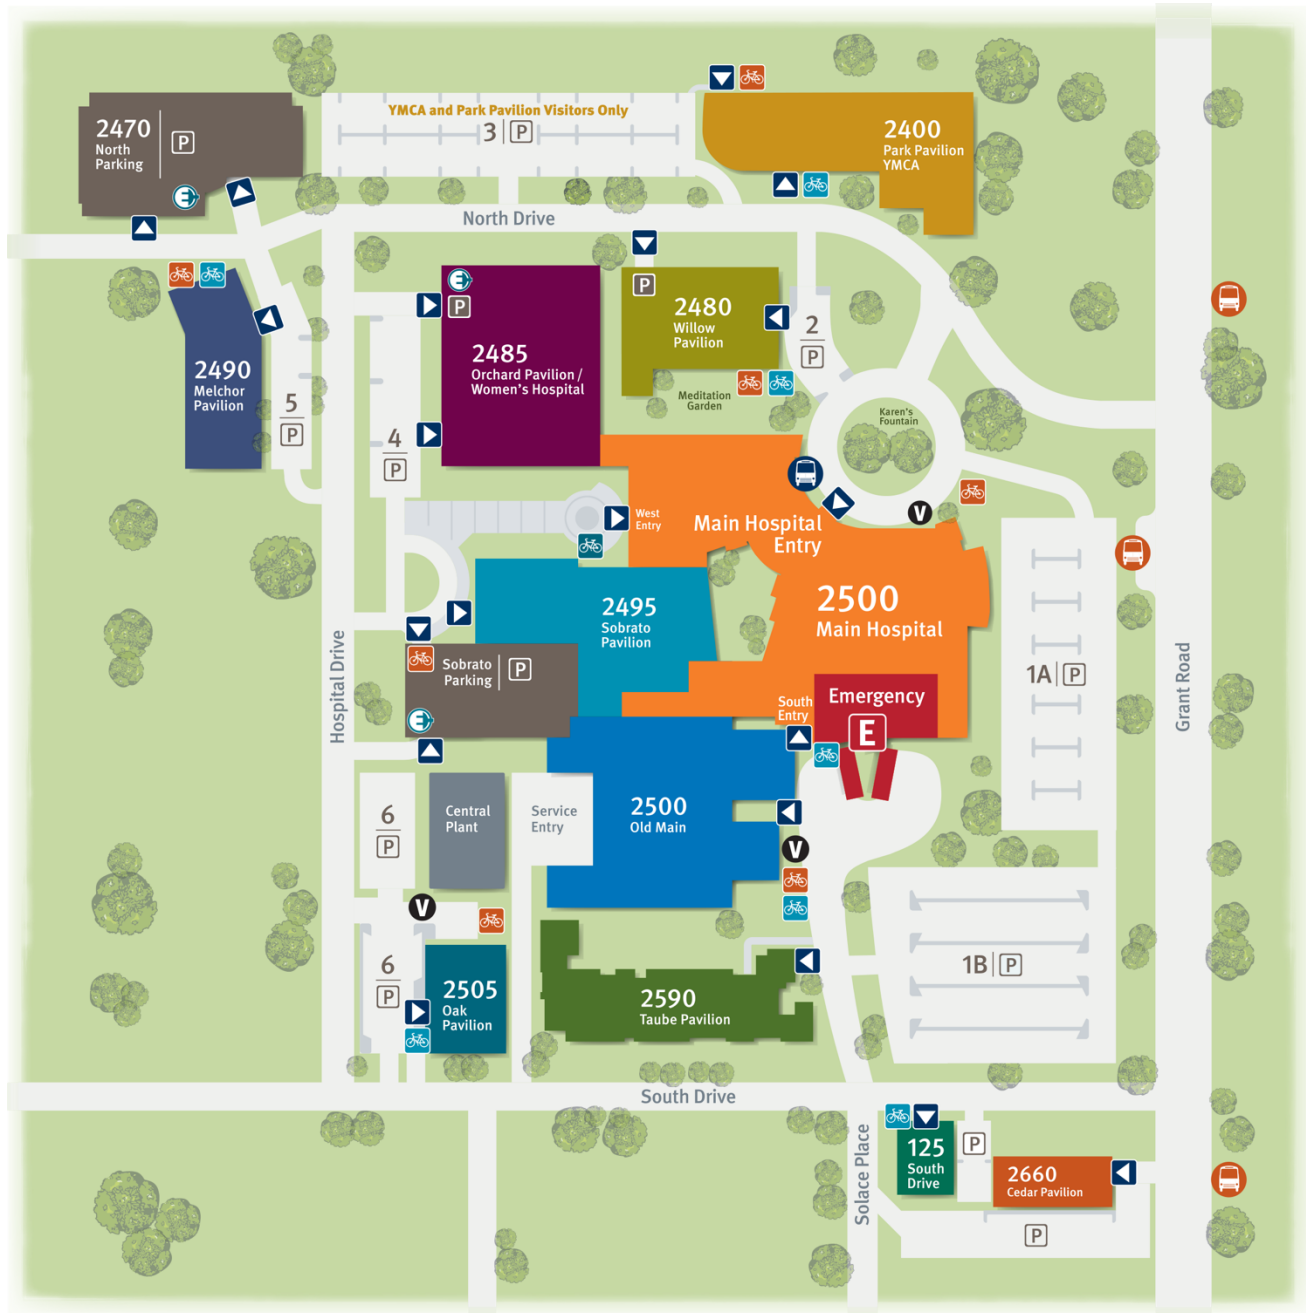 YMCA and Park Pavilion Visitors Only
3 P
2470
North
Parking
P
E
2400
Park Pavilion
YMCA
North Drive
E
P
2485
Orchard Pavilion /
Women's Hospital
P
2480
Willow
Pavilion
2
P
Meditation
Garden
Karen's
Fountain
2490
Melchor
Pavilion
5
P
4
P
West
Entry
Main Hospital
Entry
V
2500
Main Hospital
2495
Sobrato
Pavilion
Sobrato
Parking
P
E
Hospital Drive
South
Entry
Emergency
E
1A P
Grant Road
6
P
Central
Plant
Service
Entry
2500
Old Main
V
V
6
P
2505
Oak
Pavilion
2590
Taube Pavilion
1B P
South Drive
Solace Place
125
South
Drive
P
2660
Cedar Pavilion
P